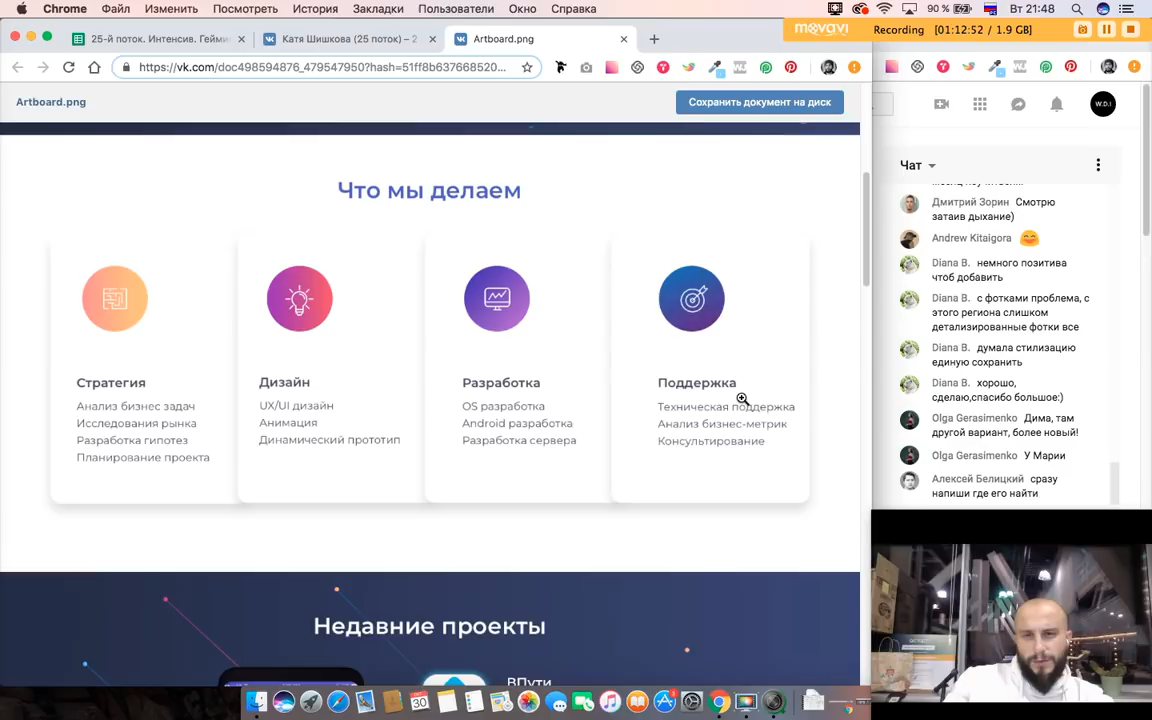 Chrome Файл Изменить Посмотреть История Закладки Пользователи Окно Справка
90 % Вт 21:48
movavi Recording [01:12:52 / 1.9 GB]
25-й поток. Интенсив. Гейми
Катя Шишкова (25 поток) – 2
Artboard.png
https://vk.com/doc498594876_479547950?hash=51ff8b637668520...
Artboard.png
Сохранить документ на диск
Что мы делаем
Стратегия
Анализ бизнес задач
Исследования рынка
Разработка гипотез
Планирование проекта
Дизайн
UX/UI дизайн
Анимация
Динамический прототип
Разработка
OS разработка
Android разработка
Разработка сервера
Поддержка
Техническая поддержка
Анализ бизнес-метрик
Консультирование
Недавние проекты
ВПути
W.D.i
Чат
Дмитрий Зорин Смотрю
затаив дыхание)
Andrew Kitaigora
Diana B. немного позитива
чтоб добавить
Diana B. с фотками проблема, с
этого региона слишком
детализированные фотки все
Diana B. думала стилизацию
единую сохранить
Diana B. хорошо,
сделаю,спасибо большое:)
Olga Gerasimenko Дима, там
другой вариант, более новый!
Olga Gerasimenko У Марии
Алексей Белицкий сразу
напиши где его найти
30